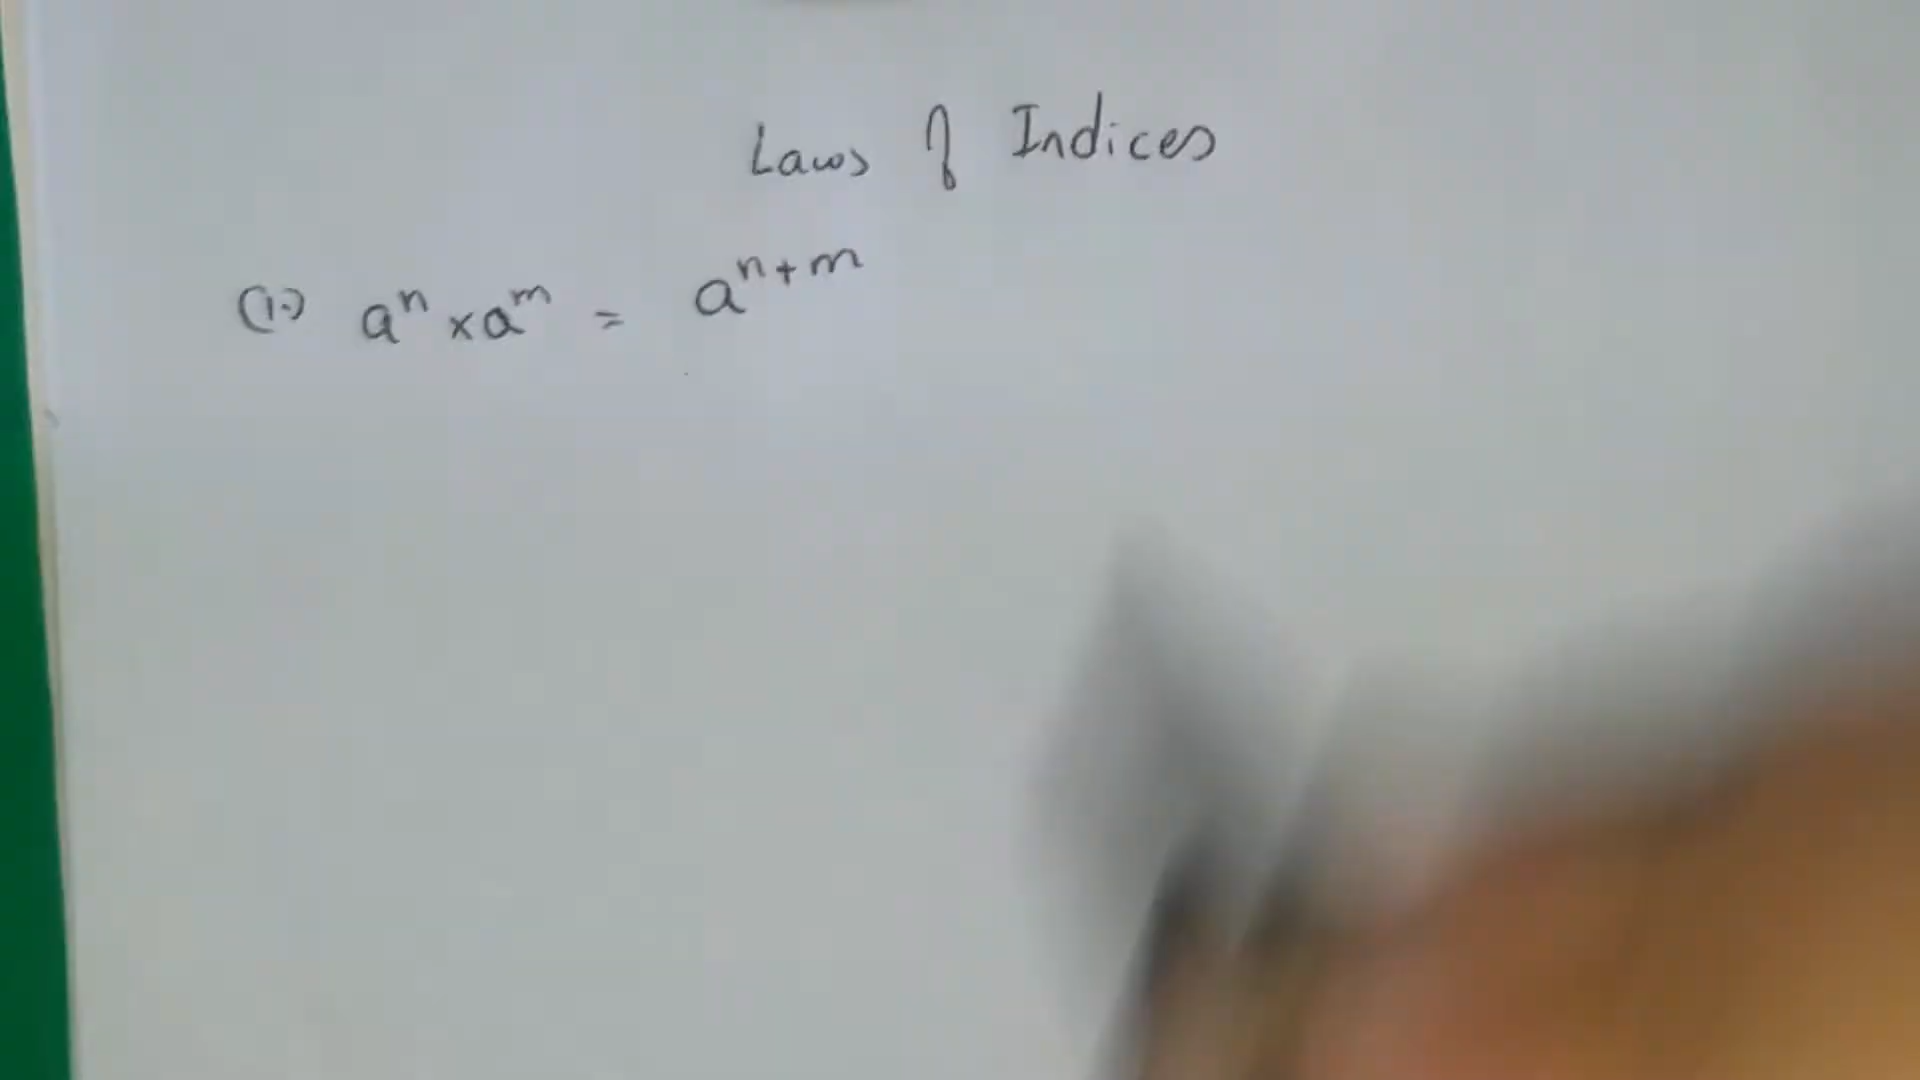 Laws of Indices
(1.) aⁿ × aᵐ = aⁿ⁺ᵐ